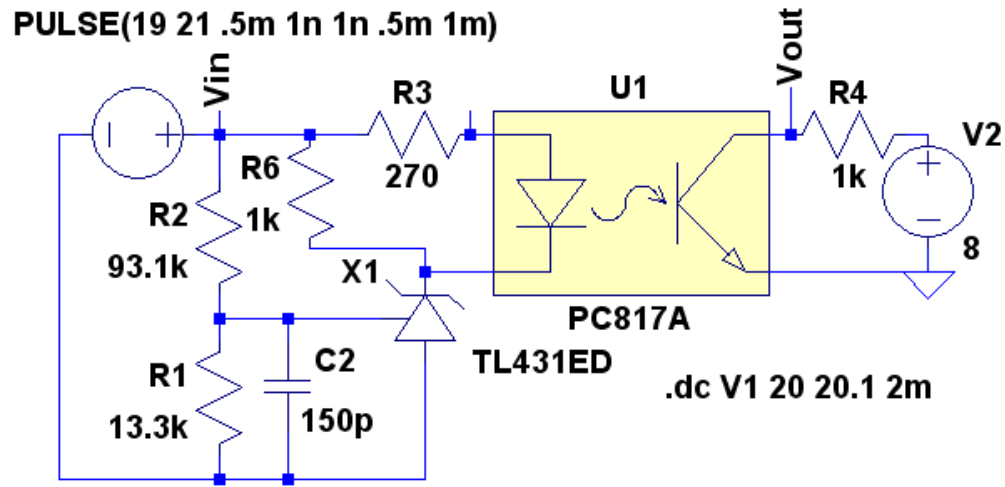 PULSE(19 21 .5m 1n 1n .5m 1m)
Vin
R3
270
U1
Vout
R4
1k
V2
8
R6
1k
R2
93.1k
X1
PC817A
TL431ED
R1
13.3k
C2
150p
.dc V1 20 20.1 2m